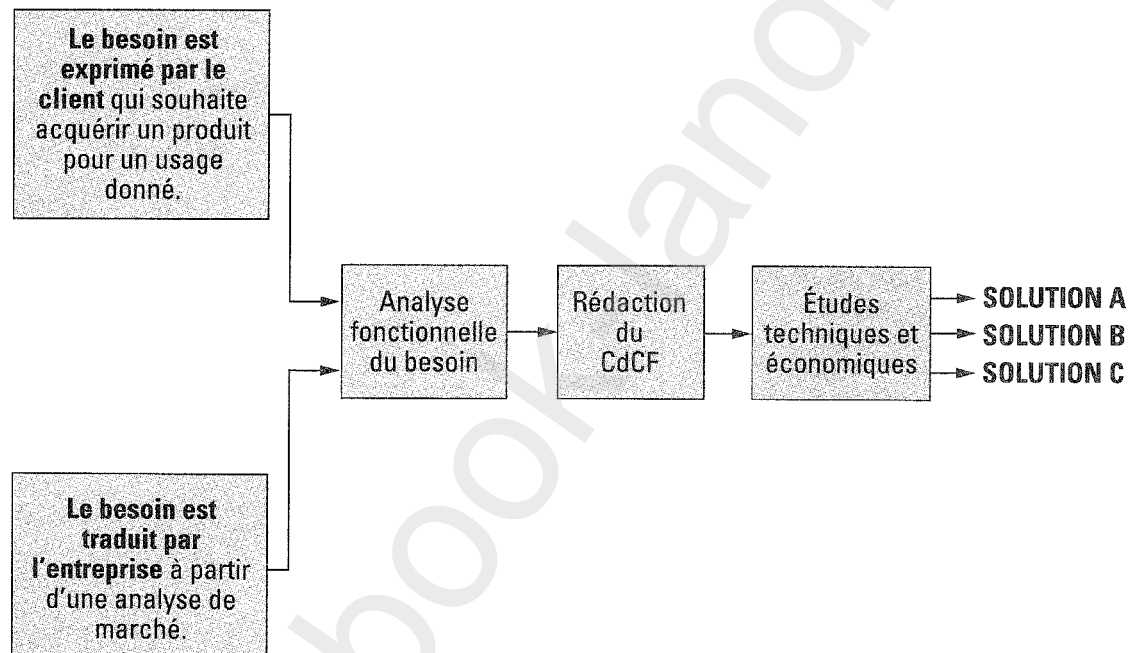 Le besoin est
exprimé par le
client qui souhaite
acquérir un produit
pour un usage
donné.
Analyse
fonctionnelle
du besoin
Rédaction
du
CdCF
Études
techniques et
économiques
SOLUTION A
SOLUTION B
SOLUTION C
Le besoin est
traduit par
l'entreprise à partir
d'une analyse de
marché.